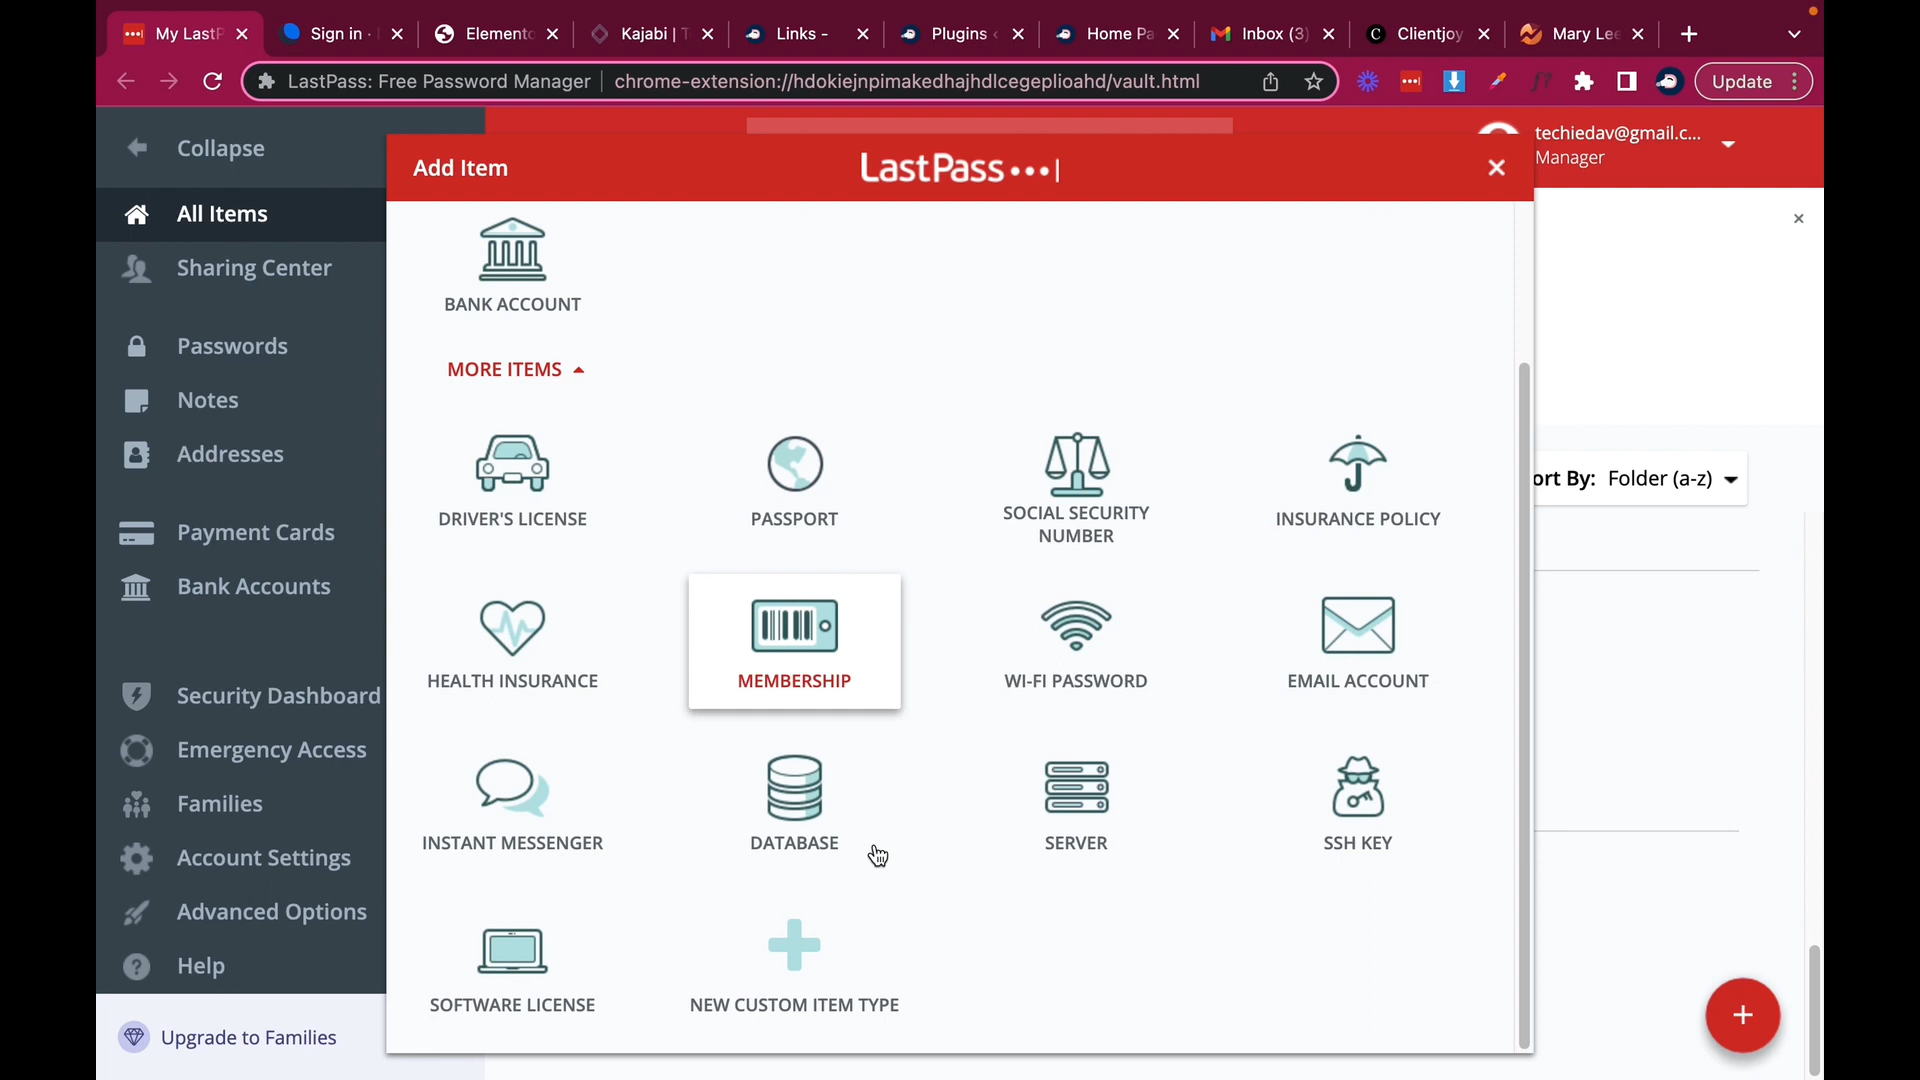 My LastP
Sign in ·
Elemento
Kajabi | T
Links -
Plugins
Home Pa
Inbox (3)
Clientjoy
Mary Lee
LastPass: Free Password Manager
chrome-extension://hdokiejnpimakedhajhdlcegeplioahd/vault.html
f?
Update
Collapse
All Items
Sharing Center
Passwords
Notes
Addresses
Payment Cards
Bank Accounts
Security Dashboard
Emergency Access
Families
Account Settings
Advanced Options
Help
Upgrade to Families
Add Item
LastPass
techiedav@gmail.c...
Manager
BANK ACCOUNT
MORE ITEMS
DRIVER'S LICENSE
PASSPORT
SOCIAL SECURITY
NUMBER
INSURANCE POLICY
HEALTH INSURANCE
MEMBERSHIP
WI-FI PASSWORD
EMAIL ACCOUNT
INSTANT MESSENGER
DATABASE
SERVER
SSH KEY
SOFTWARE LICENSE
NEW CUSTOM ITEM TYPE
ort By: Folder (a-z)